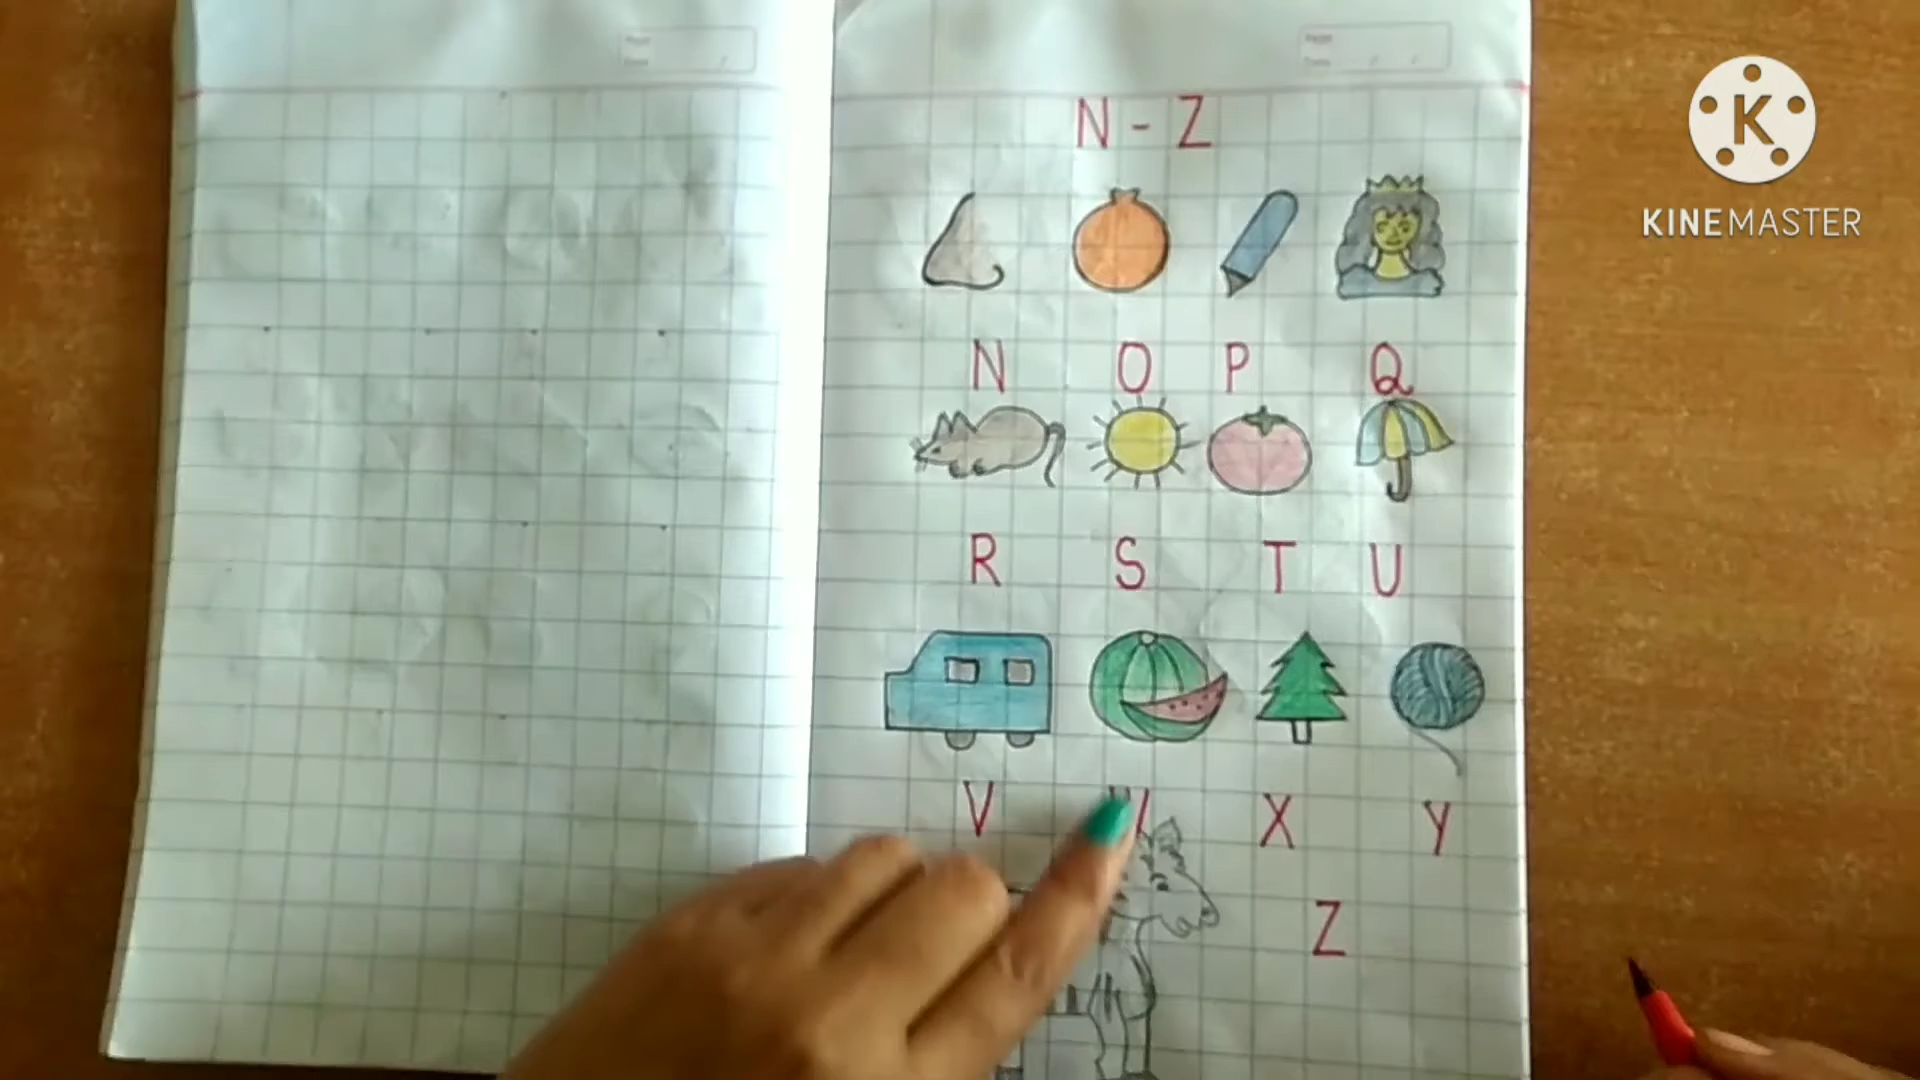 KINEMASTER
N - Z
N O P Q
R S T U
V W X Y
Z